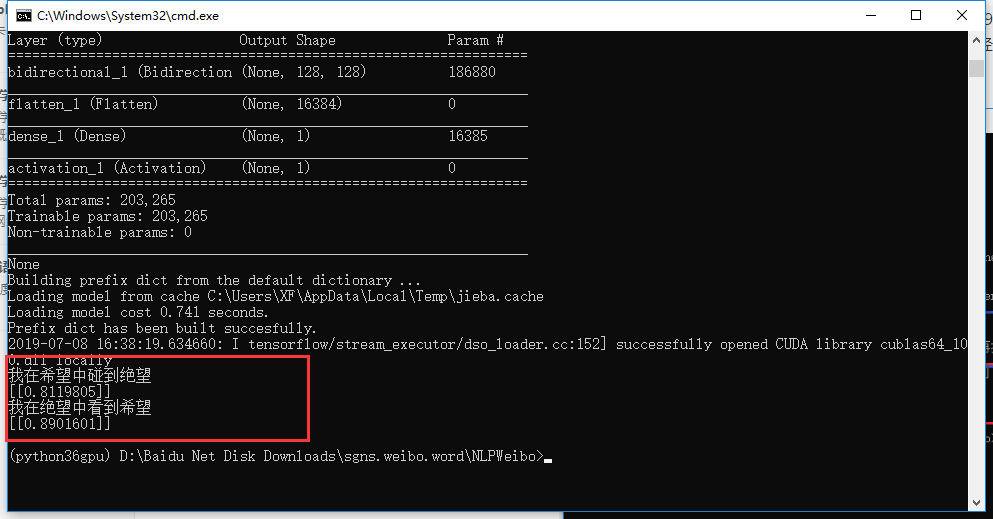 C:\Windows\System32\cmd.exe
Layer (type) Output Shape Param #
=================================================================
bidirectional_1 (Bidirection (None, 128, 128) 186880
_________________________________________________________________
flatten_1 (Flatten) (None, 16384) 0
_________________________________________________________________
dense_1 (Dense) (None, 1) 16385
_________________________________________________________________
activation_1 (Activation) (None, 1) 0
=================================================================
Total params: 203,265
Trainable params: 203,265
Non-trainable params: 0
_________________________________________________________________
None
Building prefix dict from the default dictionary ...
Loading model from cache C:\Users\XF\AppData\Local\Temp\jieba.cache
Loading model cost 0.741 seconds.
Prefix dict has been built succesfully.
2019-07-08 16:38:19.634660: I tensorflow/stream_executor/dso_loader.cc:152] successfully opened CUDA library cublas64_10
0.dll locally
我在希望中碰到绝望
[[0.8119805]]
我在绝望中看到希望
[[0.8901601]]
(python36gpu) D:\Baidu Net Disk Downloads\sgns.weibo.word\NLPWeibo>